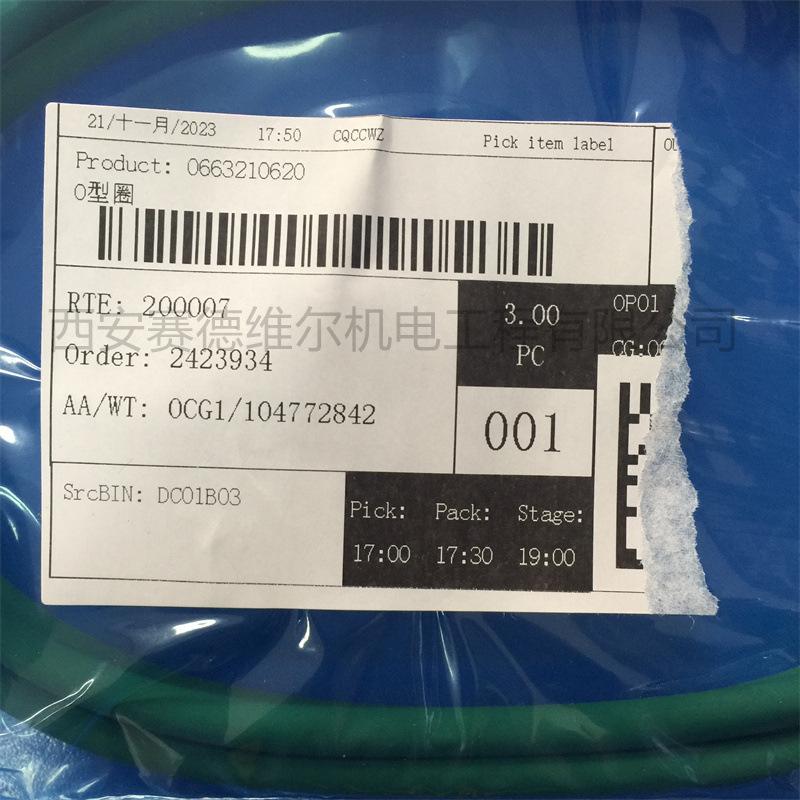 21/十一月/2023 17:50 CQCCWZ Pick item label
Product: 0663210620
O型圈
RTE: 200007
3.00
PC
OP01
西安赛德维尔机电工程有限公司
Order: 2423934
AA/WT: OCG1/104772842
001
SrcBIN: DC01B03
Pick: Pack: Stage:
17:00 17:30 19:00